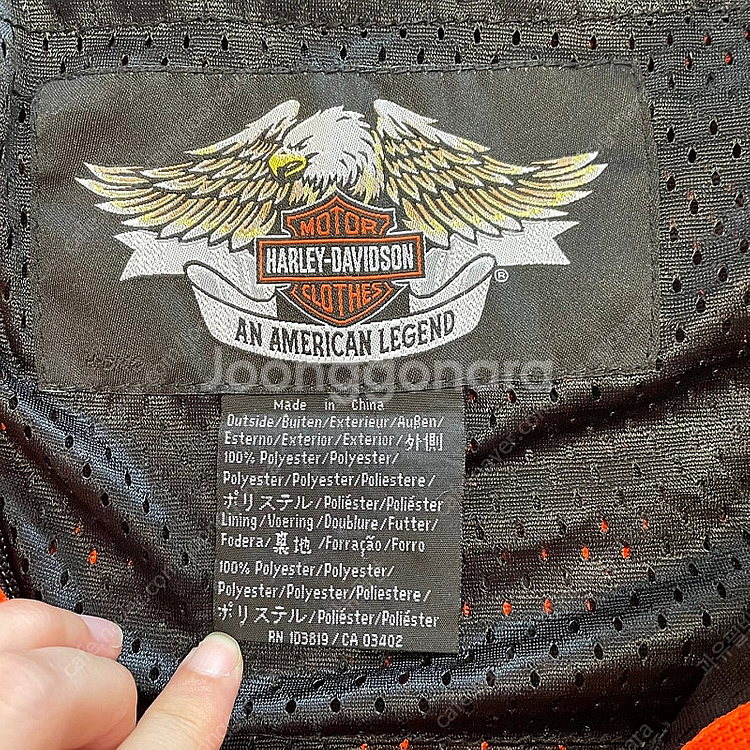 MOTOR
HARLEY-DAVIDSON
CLOTHES
®
AN AMERICAN LEGEND
Joonggonara
Made in China
Outside/Buiten/Exterieur/Außen/
Esterno/Exterior/Exterior/外側
100% Polyester/Polyester/
Polyester/Polyester/Poliestere/
ポリステル/Poliéster/Poliéster
Lining/Voering/Doublure/Futter/
Fodera/裏地/Forração/Forro
100% Polyester/Polyester/
Polyester/Polyester/Poliestere/
ポリステル/Poliéster/Poliéster
RN 103819/CA 03402